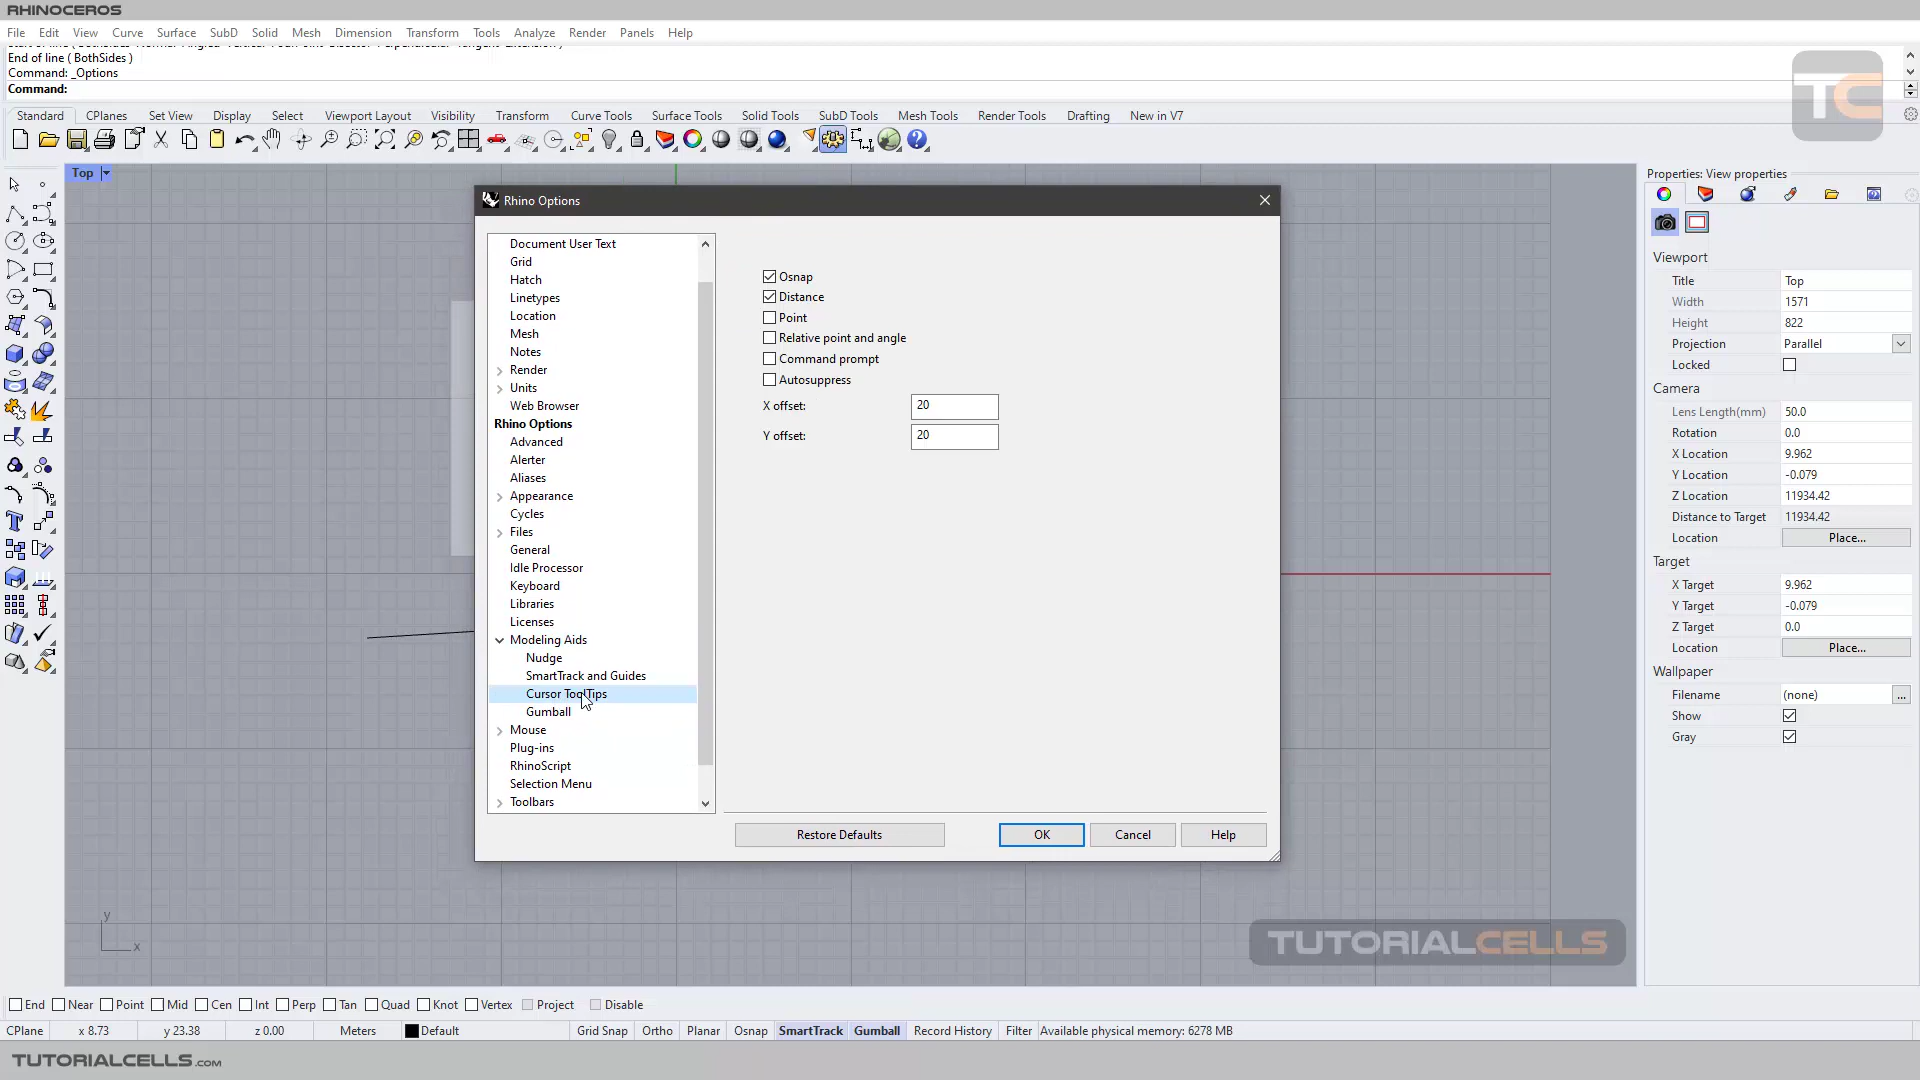 RHINOCEROS
File Edit View Curve Surface SubD Solid Mesh Dimension Transform Tools Analyze Render Panels Help
End of line ( BothSides )
Command: _Options
Command:
TC
Standard CPlanes Set View Display Select Viewport Layout Visibility Transform Curve Tools Surface Tools Solid Tools SubD Tools Mesh Tools Render Tools Drafting New in V7
Top
Rhino Options
Document User Text
Grid
Hatch
Linetypes
Location
Mesh
Notes
Render
Units
Web Browser
Rhino Options
Advanced
Alerter
Aliases
Appearance
Cycles
Files
General
Idle Processor
Keyboard
Libraries
Licenses
Modeling Aids
Nudge
SmartTrack and Guides
Cursor ToolTips
Gumball
Mouse
Plug-ins
RhinoScript
Selection Menu
Toolbars
Osnap
Distance
Point
Relative point and angle
Command prompt
Autosuppress
X offset: 20
Y offset: 20
Restore Defaults OK Cancel Help
Properties: View properties
Viewport
Title Top
Width 1571
Height 822
Projection Parallel
Locked
Camera
Lens Length(mm) 50.0
Rotation 0.0
X Location 9.962
Y Location -0.079
Z Location 11934.42
Distance to Target 11934.42
Location Place...
Target
X Target 9.962
Y Target -0.079
Z Target 0.0
Location Place...
Wallpaper
Filename (none) ...
Show
Gray
y
x
TUTORIALCELLS
End Near Point Mid Cen Int Perp Tan Quad Knot Vertex Project Disable
CPlane x 8.73 y 23.38 z 0.00 Meters Default Grid Snap Ortho Planar Osnap SmartTrack Gumball Record History Filter Available physical memory: 6278 MB
TUTORIALCELLS.COM